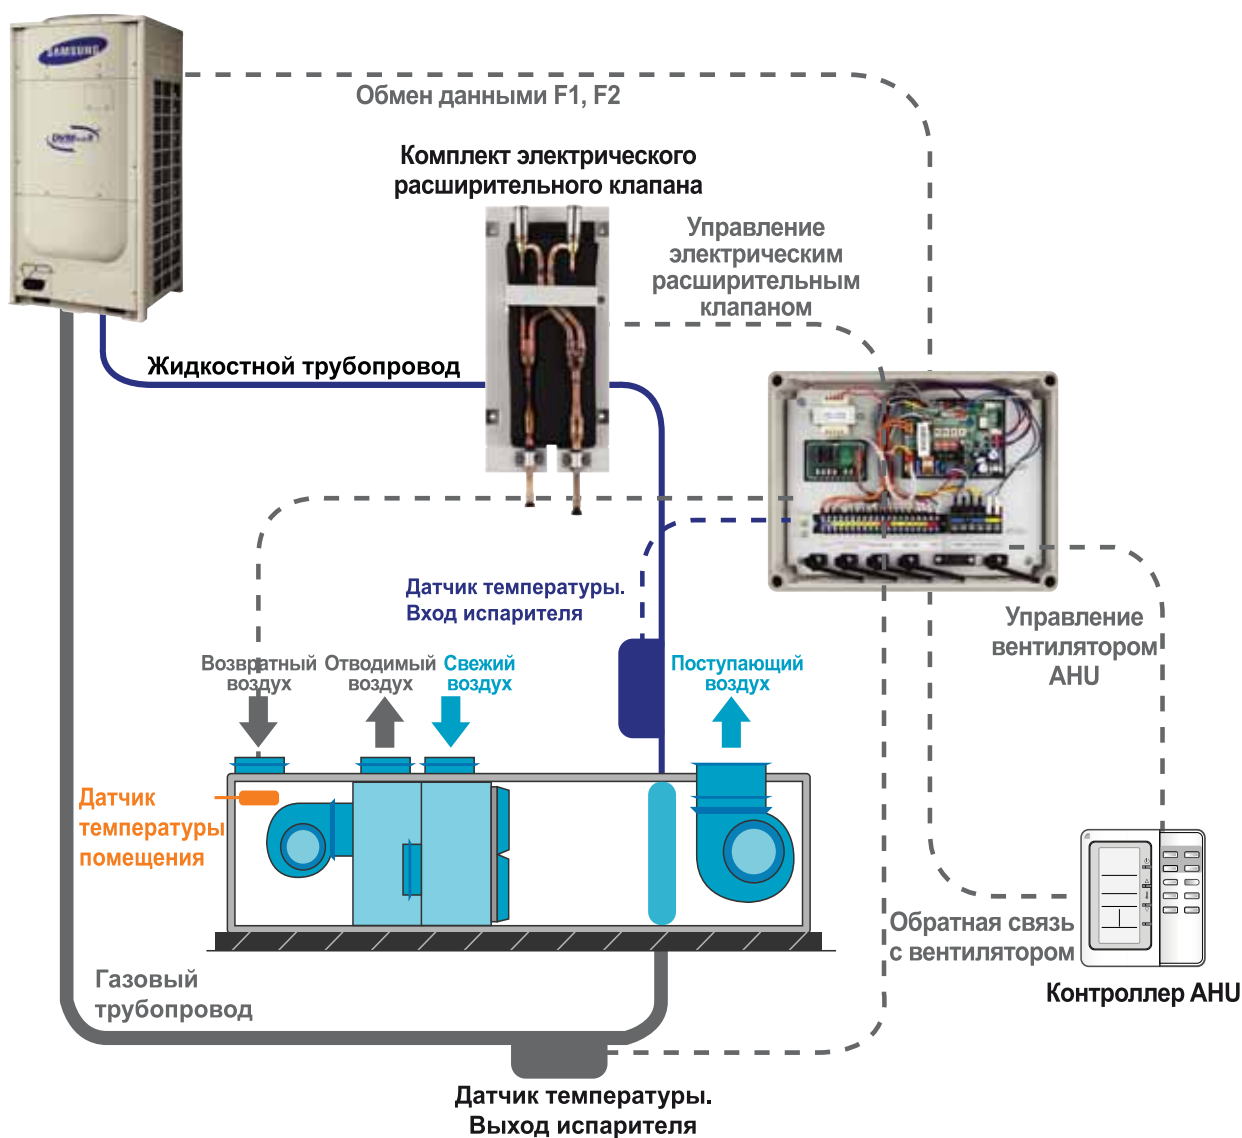 SAMSUNG
DVM
Обмен данными F1, F2
Комплект электрического
расширительного клапана
Управление
электрическим
расширительным
клапаном
Жидкостной трубопровод
Датчик температуры.
Вход испарителя
Управление
вентилятором
AHU
Возвратный
воздух
Отводимый
воздух
Свежий
воздух
Поступающий
воздух
Датчик
температуры
помещения
Обратная связь
с вентилятором
Контроллер AHU
Газовый
трубопровод
Датчик температуры.
Выход испарителя